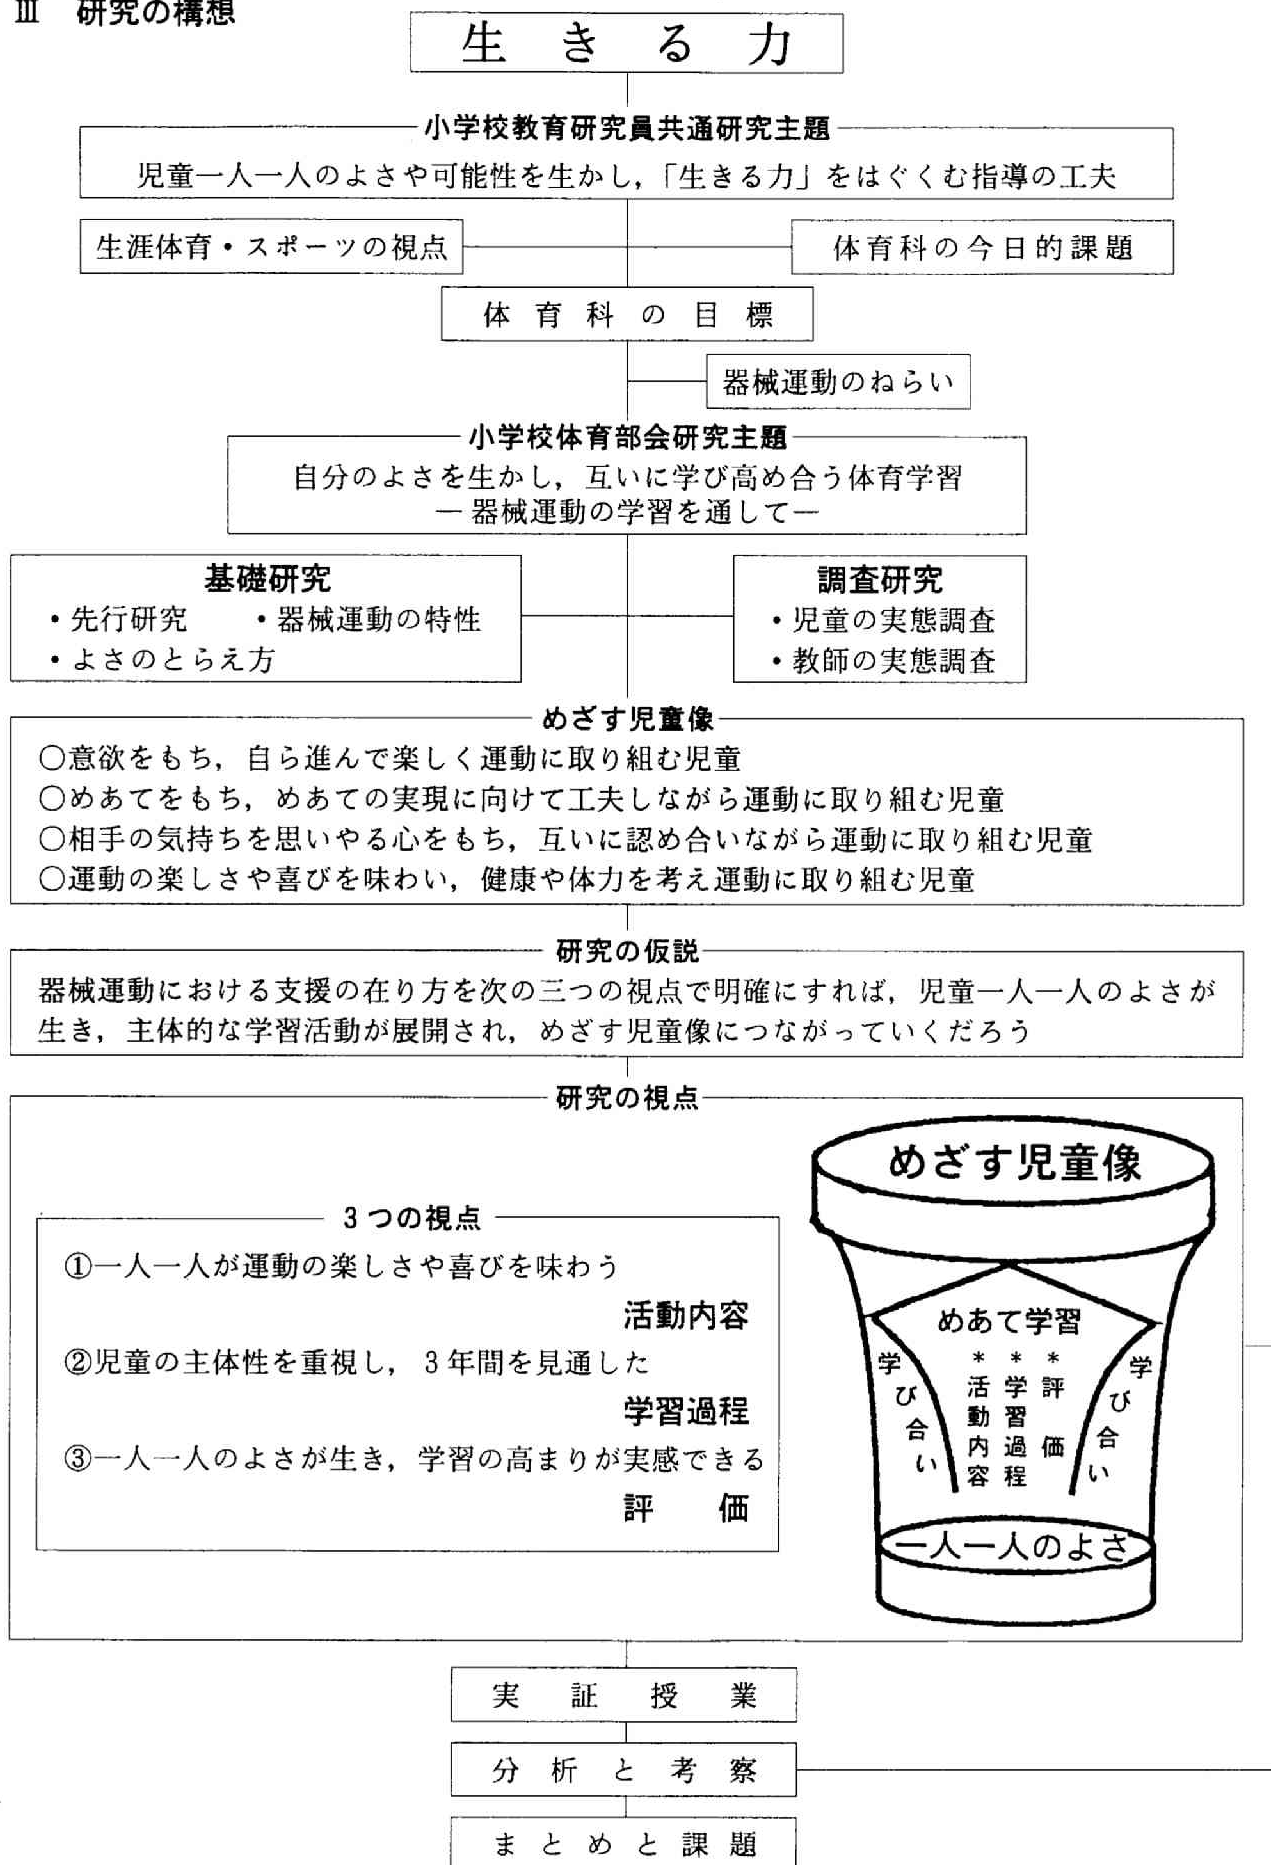 Ⅲ 研究の構想
生きる力
小学校教育研究員共通研究主題
児童一人一人のよさや可能性を生かし，「生きる力」をはぐくむ指導の工夫
生涯体育・スポーツの視点
体育科の今日的課題
体育科の目標
器械運動のねらい
小学校体育部会研究主題
自分のよさを生かし，互いに学び高め合う体育学習
―器械運動の学習を通して―
基礎研究
・先行研究 ・器械運動の特性
・よさのとらえ方
調査研究
・児童の実態調査
・教師の実態調査
めざす児童像
○意欲をもち，自ら進んで楽しく運動に取り組む児童
○めあてをもち，めあての実現に向けて工夫しながら運動に取り組む児童
○相手の気持ちを思いやる心をもち，互いに認め合いながら運動に取り組む児童
○運動の楽しさや喜びを味わい，健康や体力を考え運動に取り組む児童
研究の仮説
器械運動における支援の在り方を次の三つの視点で明確にすれば，児童一人一人のよさが
生き，主体的な学習活動が展開され，めざす児童像につながっていくだろう
研究の視点
3つの視点
①一人一人が運動の楽しさや喜びを味わう
活動内容
②児童の主体性を重視し，3年間を見通した
学習過程
③一人一人のよさが生き，学習の高まりが実感できる
評価
めざす児童像
めあて学習
学び合い
*活動内容
*学習過程
*評価
学び合い
一人一人のよさ
実証授業
分析と考察
まとめと課題